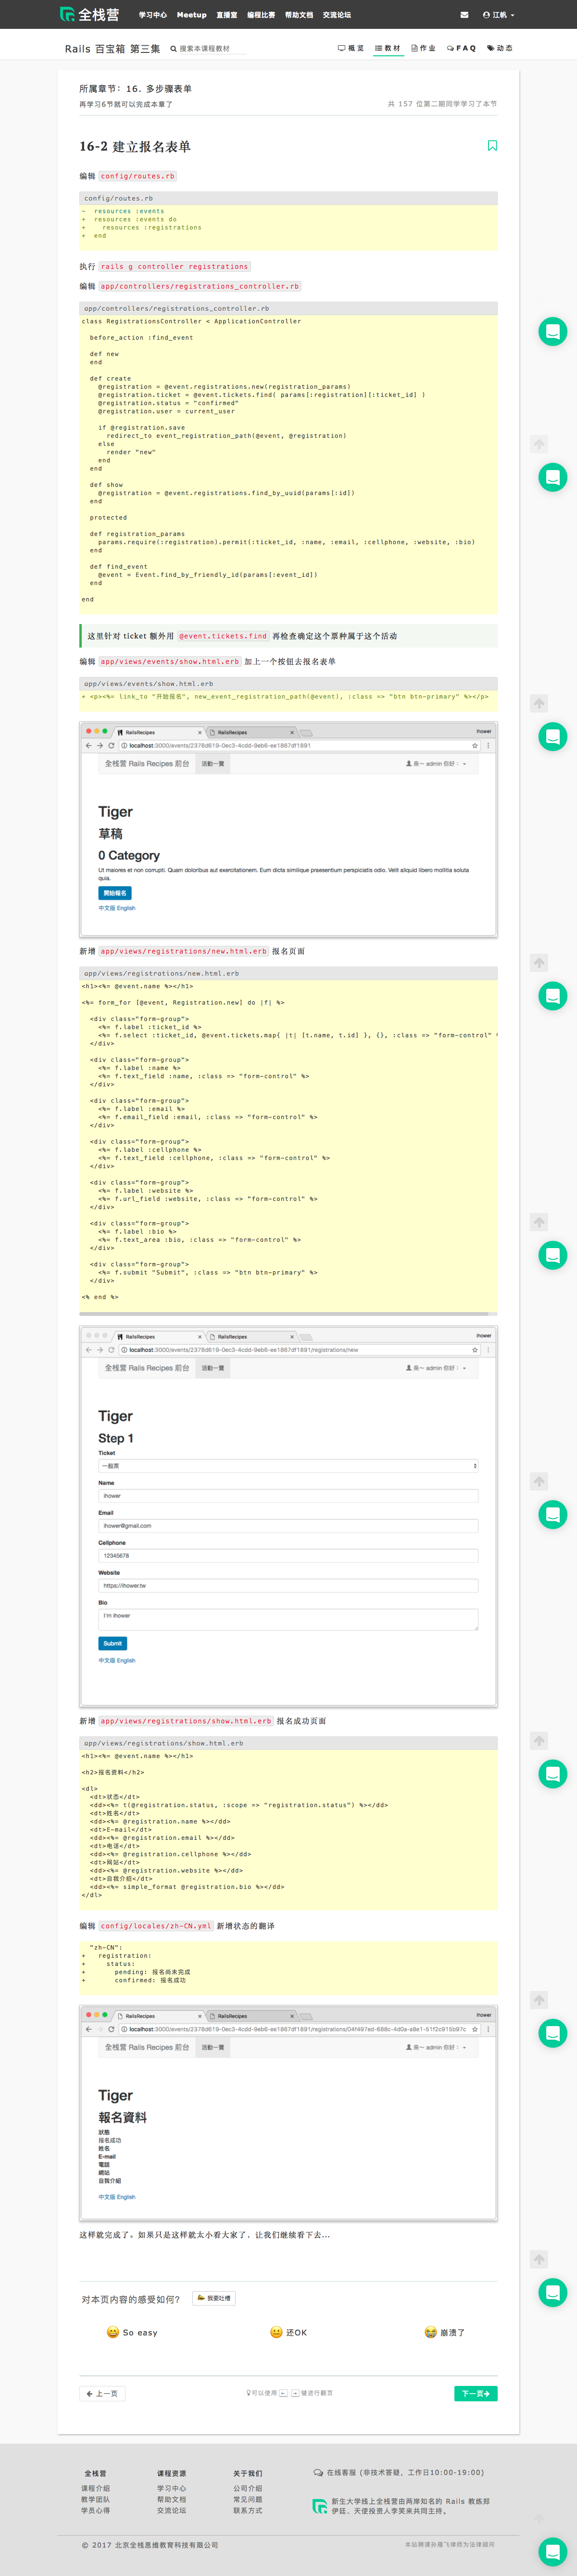 全栈营 学习中心 Meetup 直播室 编程比赛 帮助文档 交流论坛 江帆
Rails 百宝箱 第三集 搜索本课程教材 概览 教材 作业 FAQ 动态
所属章节：16. 多步骤表单
再学习6节就可以完成本章了 共 157 位第二期同学学习了本节
16-2 建立报名表单
编辑 config/routes.rb
config/routes.rb
-  resources :events
+  resources :events do
+    resources :registrations
+  end
执行 rails g controller registrations
编辑 app/controllers/registrations_controller.rb
app/controllers/registrations_controller.rb
class RegistrationsController < ApplicationController
  before_action :find_event
  def new
  end
  def create
    @registration = @event.registrations.new(registration_params)
    @registration.ticket = @event.tickets.find( params[:registration][:ticket_id] )
    @registration.status = "confirmed"
    @registration.user = current_user
    if @registration.save
      redirect_to event_registration_path(@event, @registration)
    else
      render "new"
    end
  end
  def show
    @registration = @event.registrations.find_by_uuid(params[:id])
  end
  protected
  def registration_params
    params.require(:registration).permit(:ticket_id, :name, :email, :cellphone, :website, :bio)
  end
  def find_event
    @event = Event.find_by_friendly_id(params[:event_id])
  end
end
这里针对 ticket 额外用 @event.tickets.find 再检查确定这个票种属于这个活动
编辑 app/views/events/show.html.erb 加上一个按钮去报名表单
app/views/events/show.html.erb
+ <p><%= link_to "开始报名", new_event_registration_path(@event), :class => "btn btn-primary" %></p>
RailsRecipes RailsRecipes ihower
localhost:3000/events/2378d619-0ec3-4cdd-9eb6-ee1867df1891
全栈营 Rails Recipes 前台 活動一覽 吳～ admin 你好：
Tiger
草稿
0 Category
Ut maiores et non corrupti. Quam doloribus aut exercitationem. Eum dicta similique praesentium perspiciatis odio. Velit aliquid libero mollitia soluta
quia.
開始報名
中文版 English
新增 app/views/registrations/new.html.erb 报名页面
app/views/registrations/new.html.erb
<h1><%= @event.name %></h1>
<%= form_for [@event, Registration.new] do |f| %>
  <div class="form-group">
    <%= f.label :ticket_id %>
    <%= f.select :ticket_id, @event.tickets.map{ |t| [t.name, t.id] }, {}, :class => "form-control" %
  </div>
  <div class="form-group">
    <%= f.label :name %>
    <%= f.text_field :name, :class => "form-control" %>
  </div>
  <div class="form-group">
    <%= f.label :email %>
    <%= f.email_field :email, :class => "form-control" %>
  </div>
  <div class="form-group">
    <%= f.label :cellphone %>
    <%= f.text_field :cellphone, :class => "form-control" %>
  </div>
  <div class="form-group">
    <%= f.label :website %>
    <%= f.url_field :website, :class => "form-control" %>
  </div>
  <div class="form-group">
    <%= f.label :bio %>
    <%= f.text_area :bio, :class => "form-control" %>
  </div>
  <div class="form-group">
    <%= f.submit "Submit", :class => "btn btn-primary" %>
  </div>
<% end %>
RailsRecipes RailsRecipes ihower
localhost:3000/events/2378d619-0ec3-4cdd-9eb6-ee1867df1891/registrations/new
全栈营 Rails Recipes 前台 活動一覽 admin 你好：
Tiger
Step 1
Ticket
一般票
Name
ihower
Email
ihower@gmail.com
Cellphone
12345678
Website
https://ihower.tw
Bio
I'm ihower
Submit
中文版 English
新增 app/views/registrations/show.html.erb 报名成功页面
app/views/registrations/show.html.erb
<h1><%= @event.name %></h1>
<h2>报名资料</h2>
<dl>
  <dt>状态</dt>
  <dd><%= t(@registration.status, :scope => "registration.status") %></dd>
  <dt>姓名</dt>
  <dd><%= @registration.name %></dd>
  <dt>E-mail</dt>
  <dd><%= @registration.email %></dd>
  <dt>电话</dt>
  <dd><%= @registration.cellphone %></dd>
  <dt>网站</dt>
  <dd><%= @registration.website %></dd>
  <dt>自我介绍</dt>
  <dd><%= simple_format @registration.bio %></dd>
</dl>
编辑 config/locales/zh-CN.yml 新增状态的翻译
  "zh-CN":
+   registration:
+     status:
+       pending: 报名尚未完成
+       confirmed: 报名成功
RailsRecipes RailsRecipes ihower
localhost:3000/events/2378d619-0ec3-4cdd-9eb6-ee1867df1891/registrations/04f497ed-688c-4d0a-a8e1-51f2c915b97c
全栈营 Rails Recipes 前台 活動一覽 admin 你好：
Tiger
報名資料
狀態
报名成功
姓名
E-mail
電話
網站
自我介紹
中文版 English
这样就完成了。如果只是这样就太小看大家了，让我们继续看下去...
对本页内容的感受如何? 我要吐槽
So easy 还OK 崩溃了
上一页 可以使用 ← → 键进行翻页 下一页
全栈营 课程资源 关于我们 在线客服 (非技术答疑，工作日10:00-19:00)
课程介绍 学习中心 公司介绍
教学团队 帮助文档 常见问题 新生大学线上全栈营由两岸知名的 Rails 教练郑
学员心得 交流论坛 联系方式 伊廷、天使投资人李笑来共同主持。
© 2017 北京全栈思维教育科技有限公司